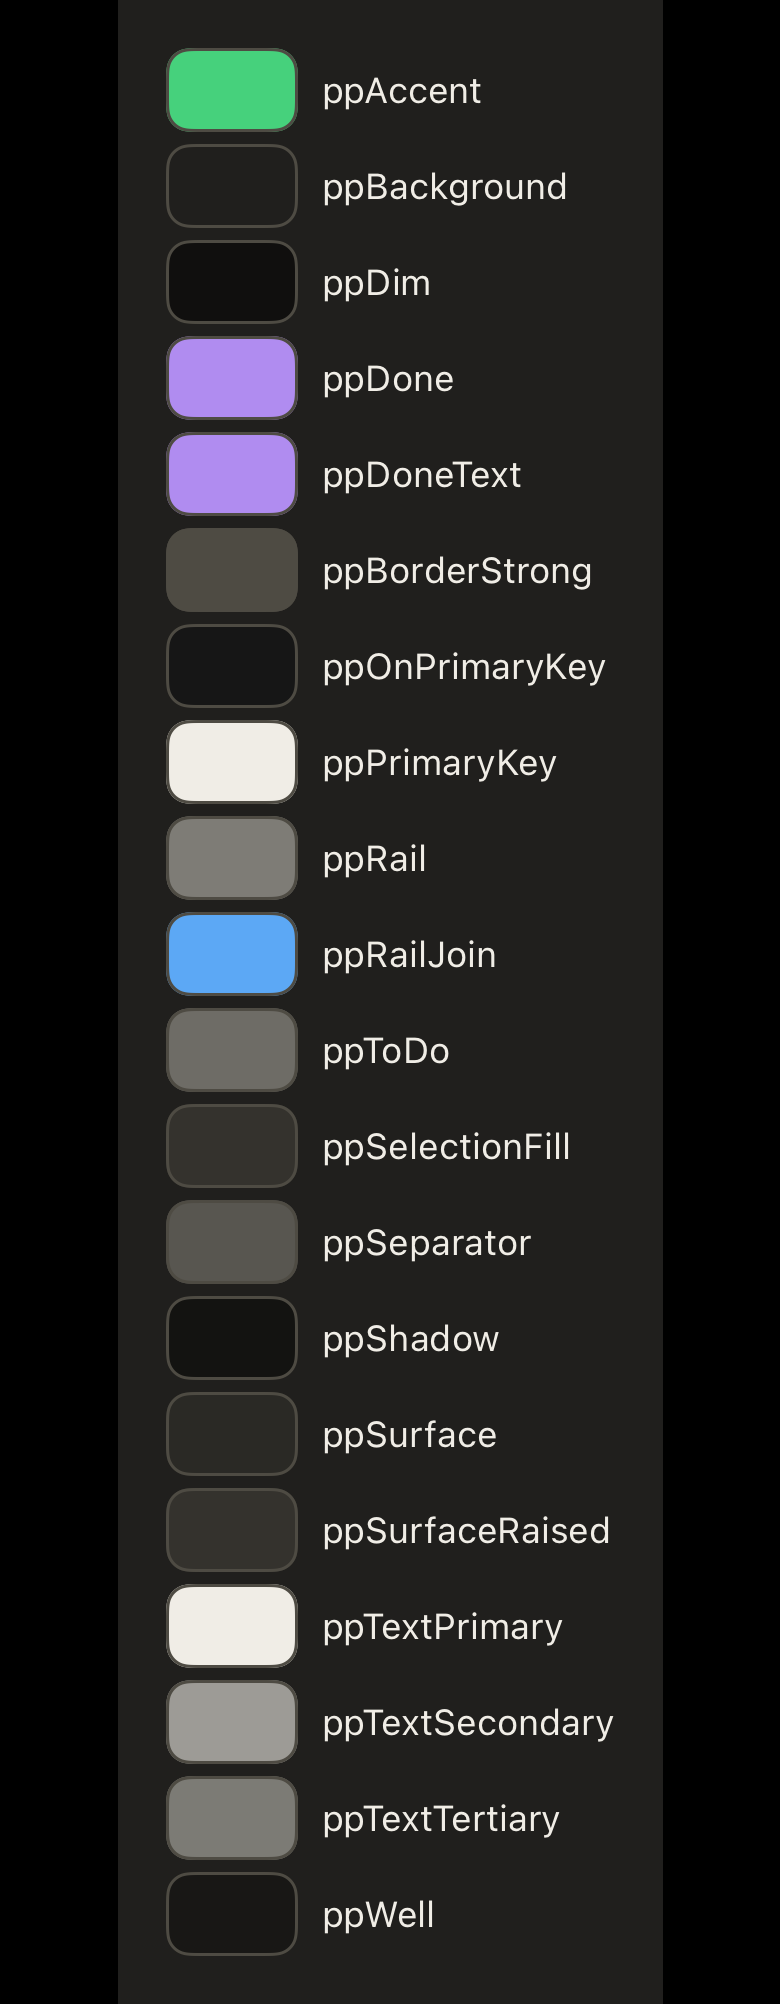 ppAccent
ppBackground
ppDim
ppDone
ppDoneText
ppBorderStrong
ppOnPrimaryKey
ppPrimaryKey
ppRail
ppRailJoin
ppToDo
ppSelectionFill
ppSeparator
ppShadow
ppSurface
ppSurfaceRaised
ppTextPrimary
ppTextSecondary
ppTextTertiary
ppWell